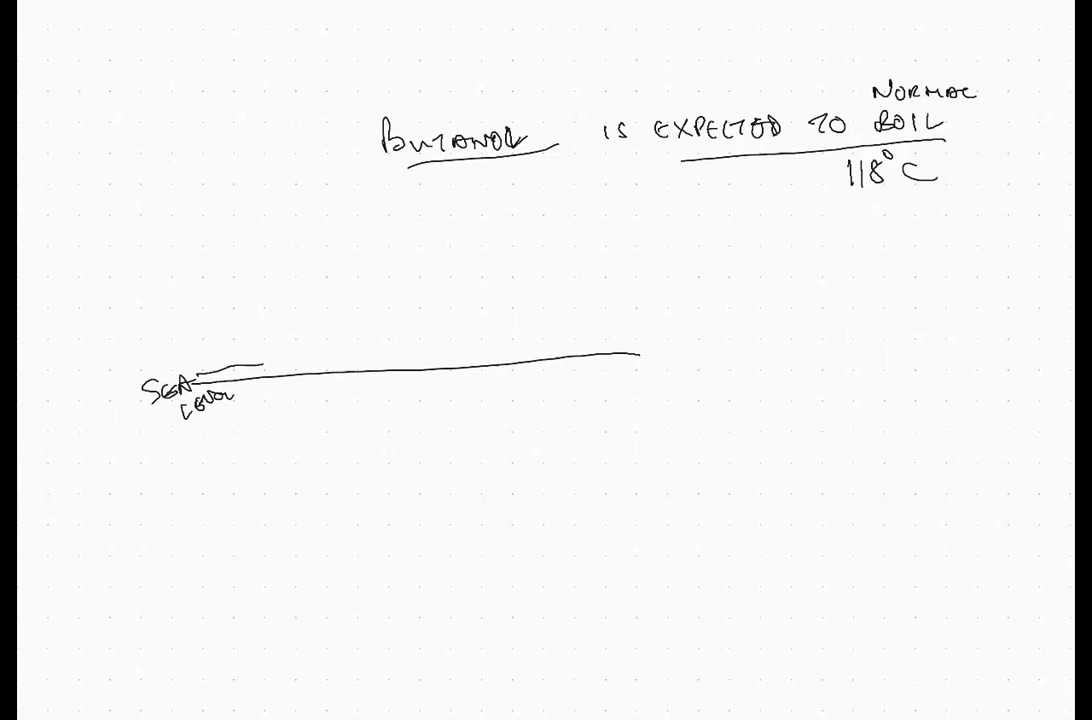 NORMAL
BUTANOL IS EXPECTED TO BOIL
118° C
SEA
LEVEL